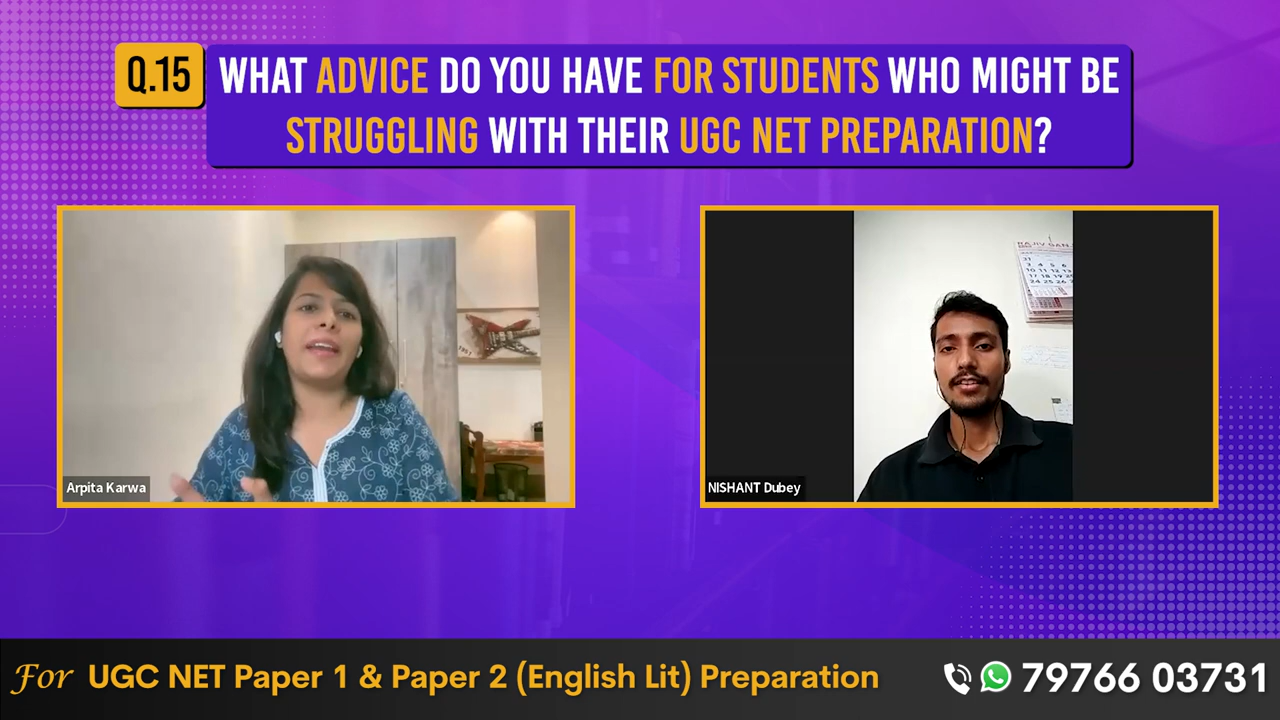 Q.15
WHAT ADVICE DO YOU HAVE FOR STUDENTS WHO MIGHT BE
STRUGGLING WITH THEIR UGC NET PREPARATION?
Arpita Karwa
NISHANT Dubey
For UGC NET Paper 1 & Paper 2 (English Lit) Preparation
79766 03731